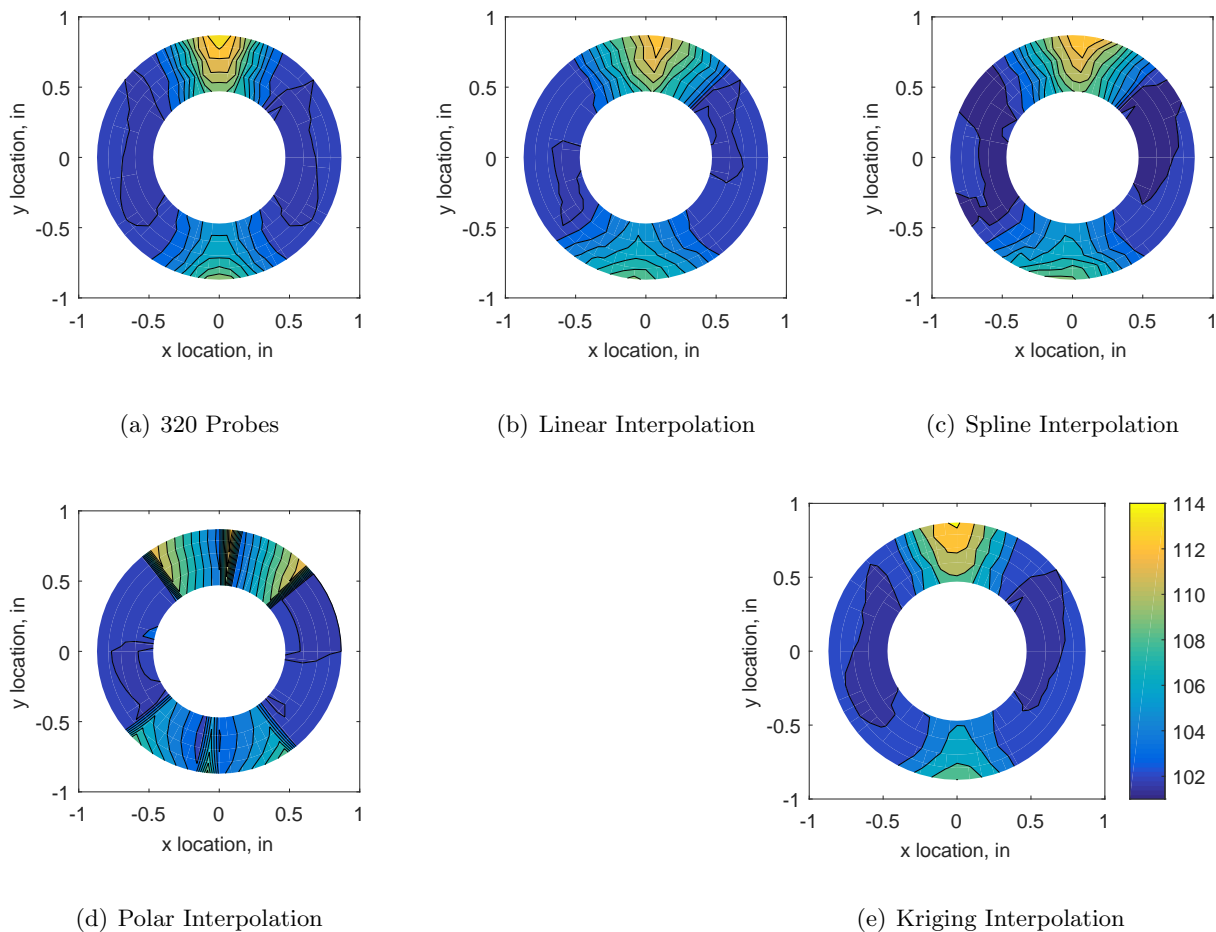 1
0.5
0
-0.5
-1
y location, in
-1 -0.5 0 0.5 1
x location, in
(a) 320 Probes
1
0.5
0
-0.5
-1
y location, in
-1 -0.5 0 0.5 1
x location, in
(b) Linear Interpolation
1
0.5
0
-0.5
-1
y location, in
-1 -0.5 0 0.5 1
x location, in
(c) Spline Interpolation
1
0.5
0
-0.5
-1
y location, in
-1 -0.5 0 0.5 1
x location, in
(d) Polar Interpolation
1
0.5
0
-0.5
-1
y location, in
-1 -0.5 0 0.5 1
x location, in
114
112
110
108
106
104
102
(e) Kriging Interpolation